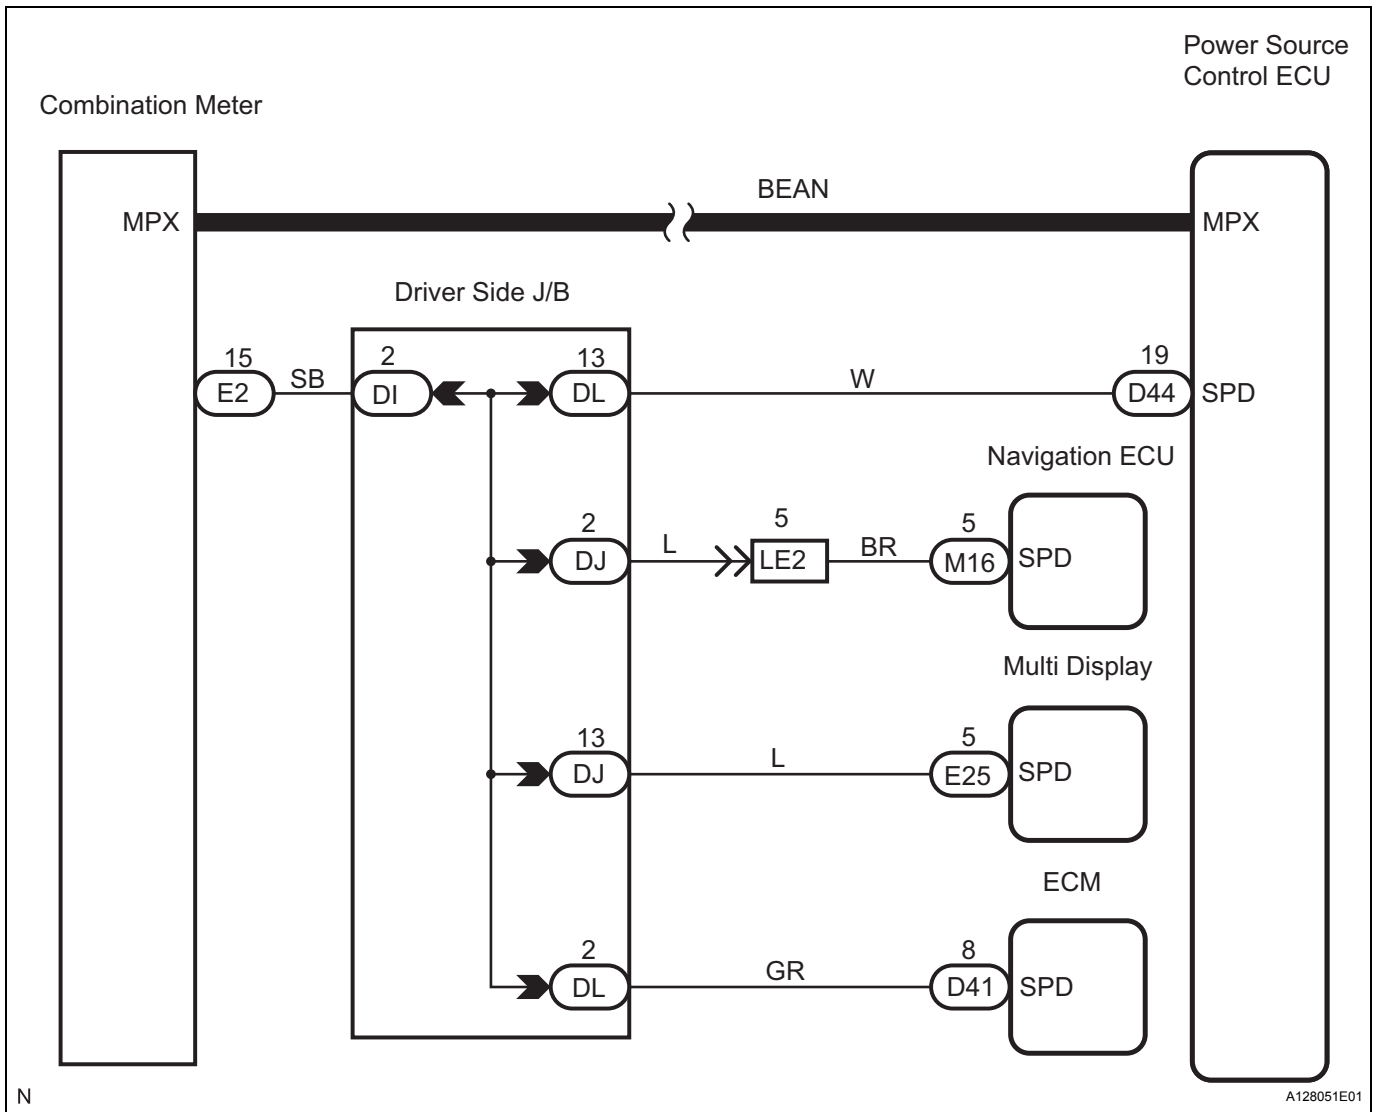 Power Source
Control ECU
Combination Meter
BEAN
MPX
MPX
Driver Side J/B
15
E2
SB
2
DI
13
DL
W
19
D44
SPD
Navigation ECU
2
DJ
L
5
LE2
BR
5
M16
SPD
Multi Display
13
DJ
L
5
E25
SPD
ECM
2
DL
GR
8
D41
SPD
N
A128051E01